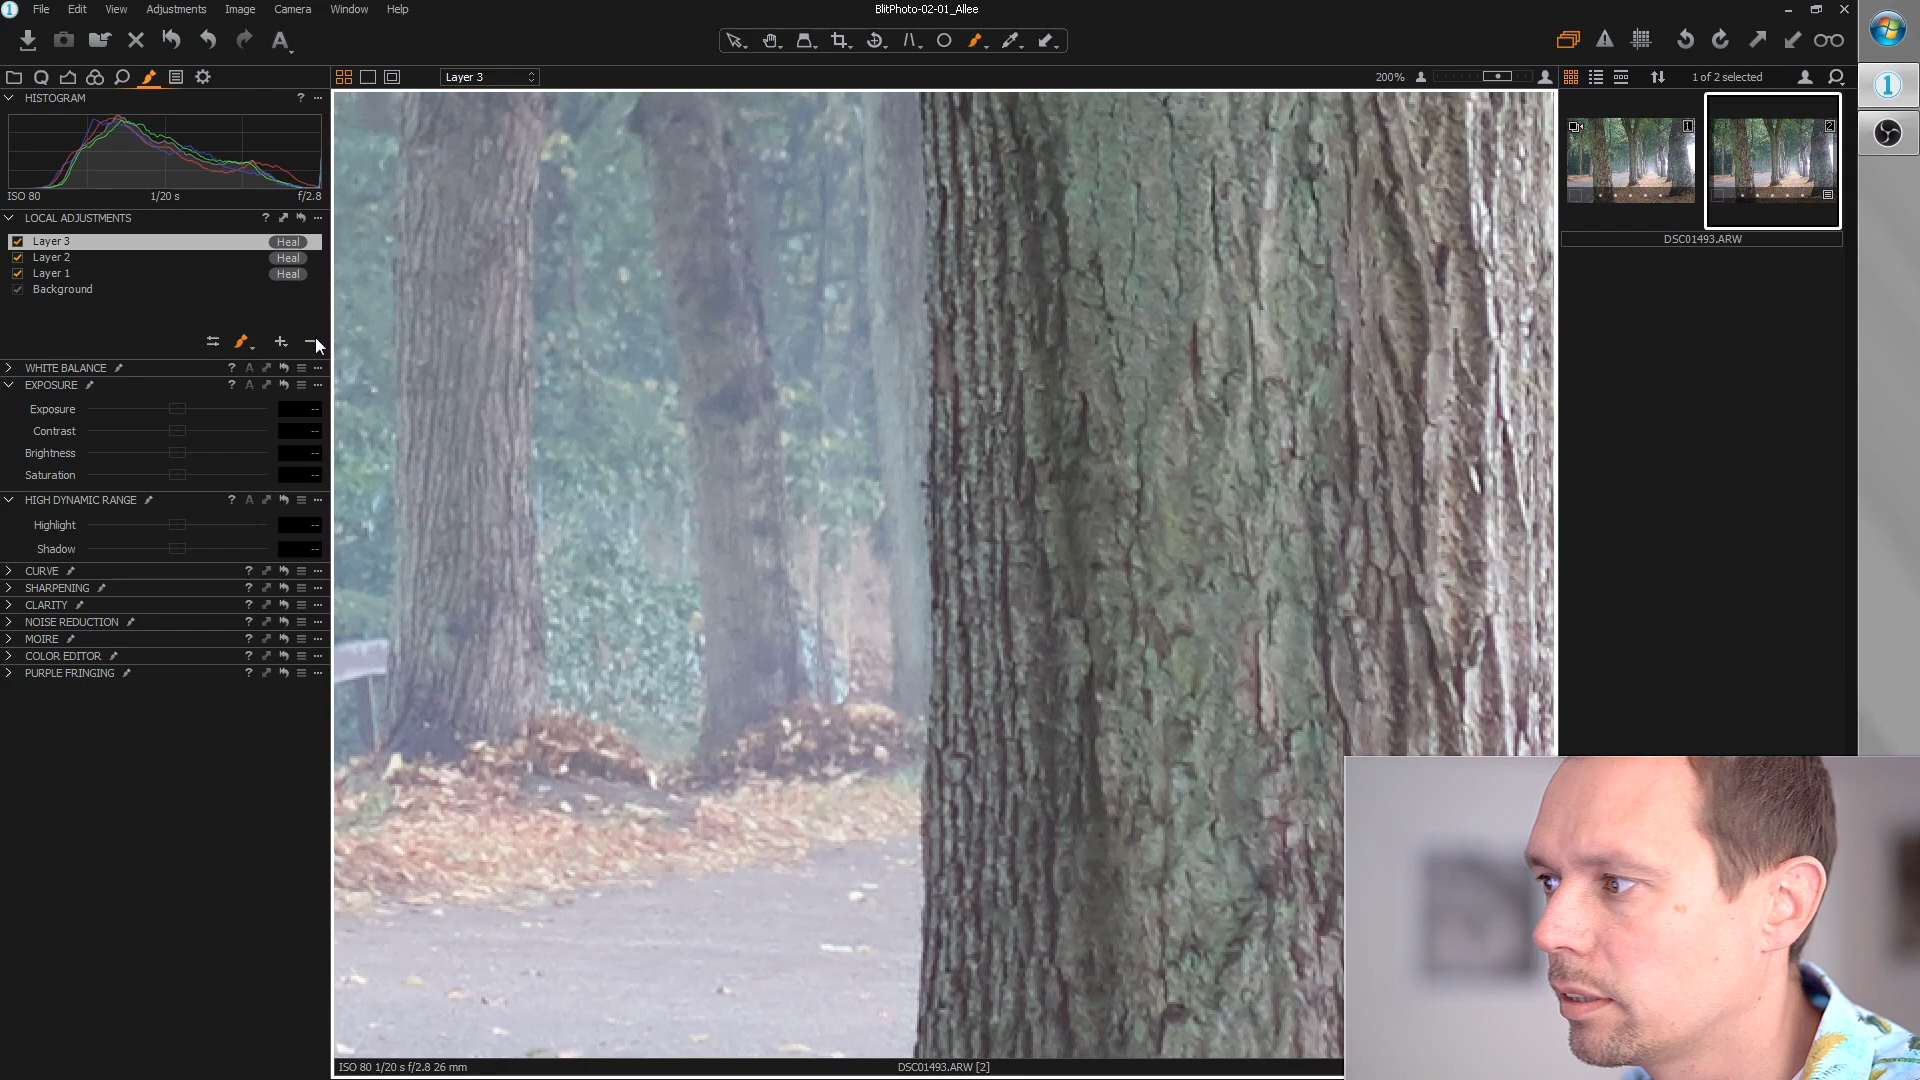 File Edit View Adjustments Image Camera Window Help
BlitPhoto-02-01_Allee
Layer 3
200%
1 of 2 selected
HISTOGRAM
ISO 80 1/20 s f/2.8
LOCAL ADJUSTMENTS
Layer 3 Heal
Layer 2 Heal
Layer 1 Heal
Background
WHITE BALANCE
EXPOSURE
Exposure --
Contrast --
Brightness --
Saturation --
HIGH DYNAMIC RANGE
Highlight --
Shadow --
CURVE
SHARPENING
CLARITY
NOISE REDUCTION
MOIRE
COLOR EDITOR
PURPLE FRINGING
1
2
DSC01493.ARW
ISO 80 1/20 s f/2.8 26 mm
DSC01493.ARW [2]